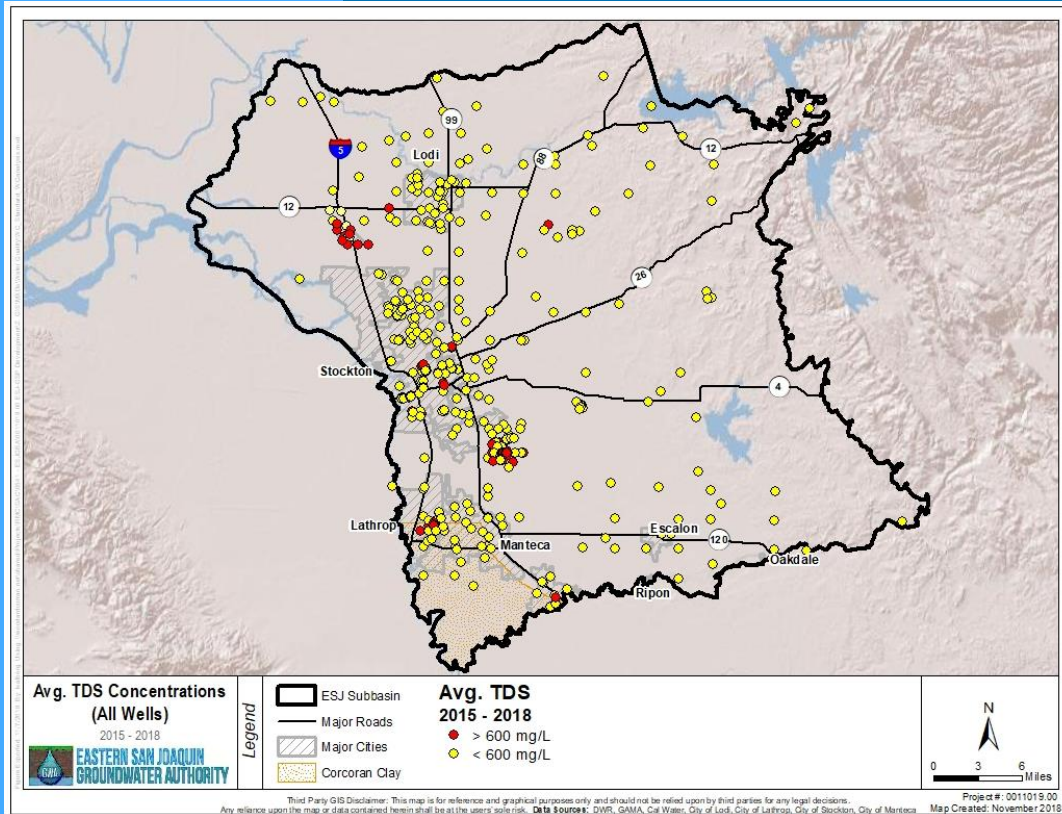 99
12
5
Lodi
88
12
12
26
Stockton
4
Lathrop
Escalon
Manteca
120
Oakdale
Ripon
Avg. TDS Concentrations
(All Wells)
2015 - 2018
EASTERN SAN JOAQUIN
GROUNDWATER AUTHORITY
Legend
ESJ Subbasin
Major Roads
Major Cities
Corcoran Clay
Avg. TDS
2015 - 2018
> 600 mg/L
< 600 mg/L
N
0 3 6
Miles
Third Party GIS Disclaimer: This map is for reference and graphical purposes only and should not be relied upon by third parties for any legal decisions.
Any reliance upon the map or data contained herein shall be at the users' sole risk. Data Sources: DWR, GAMA, Cal Water, City of Lodi, City of Lathrop, City of Stockton, City of Manteca
Project #: 0011019.00
Map Created: November 2018